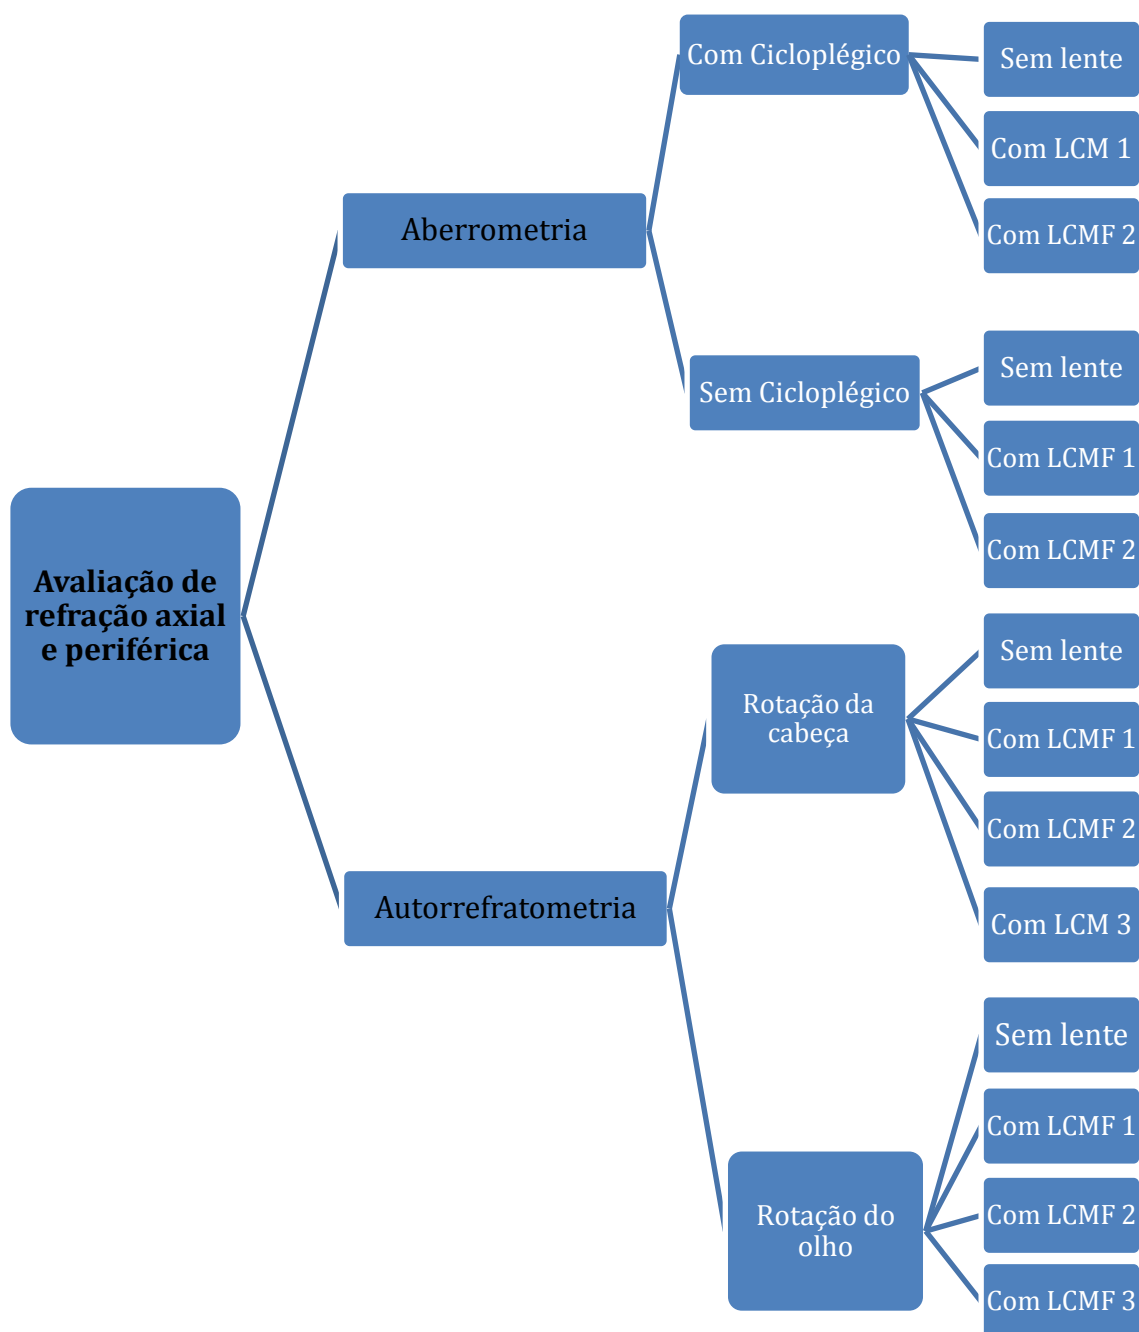 Avaliação de
refração axial
e periférica
Aberrometria
Com Cicloplégico
Sem lente
Com LCM 1
Com LCMF 2
Sem Cicloplégico
Sem lente
Com LCMF 1
Com LCMF 2
Autorrefratometria
Rotação da
cabeça
Sem lente
Com LCMF 1
Com LCMF 2
Com LCM 3
Rotação do
olho
Sem lente
Com LCMF 1
Com LCMF 2
Com LCMF 3